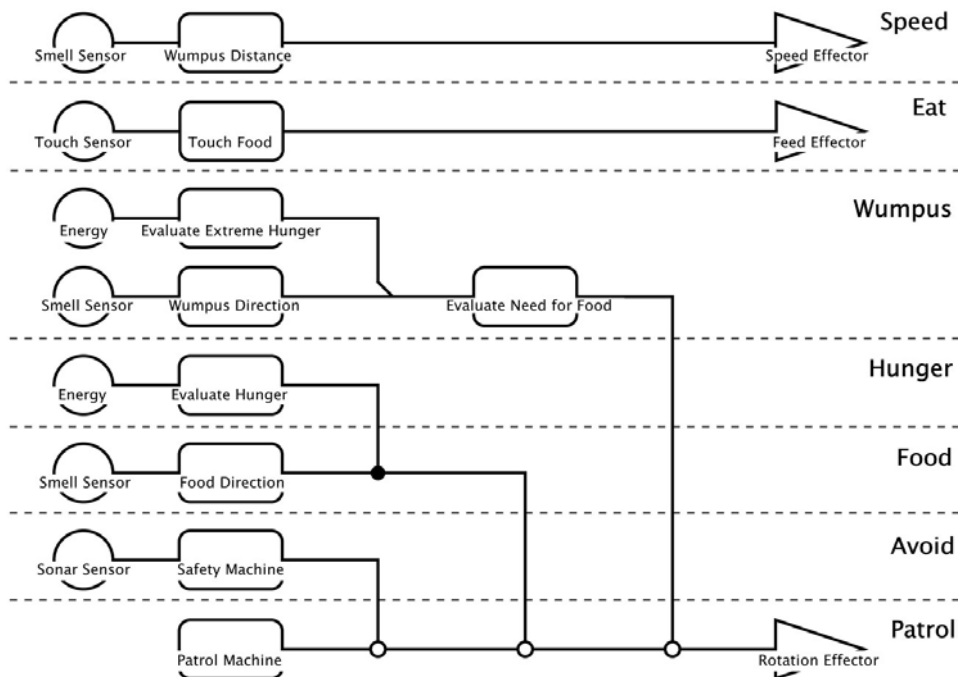 Speed
Smell Sensor
Wumpus Distance
Speed Effector
Eat
Touch Sensor
Touch Food
Feed Effector
Wumpus
Energy
Evaluate Extreme Hunger
Smell Sensor
Wumpus Direction
Evaluate Need for Food
Hunger
Energy
Evaluate Hunger
Food
Smell Sensor
Food Direction
Avoid
Sonar Sensor
Safety Machine
Patrol
Patrol Machine
Rotation Effector